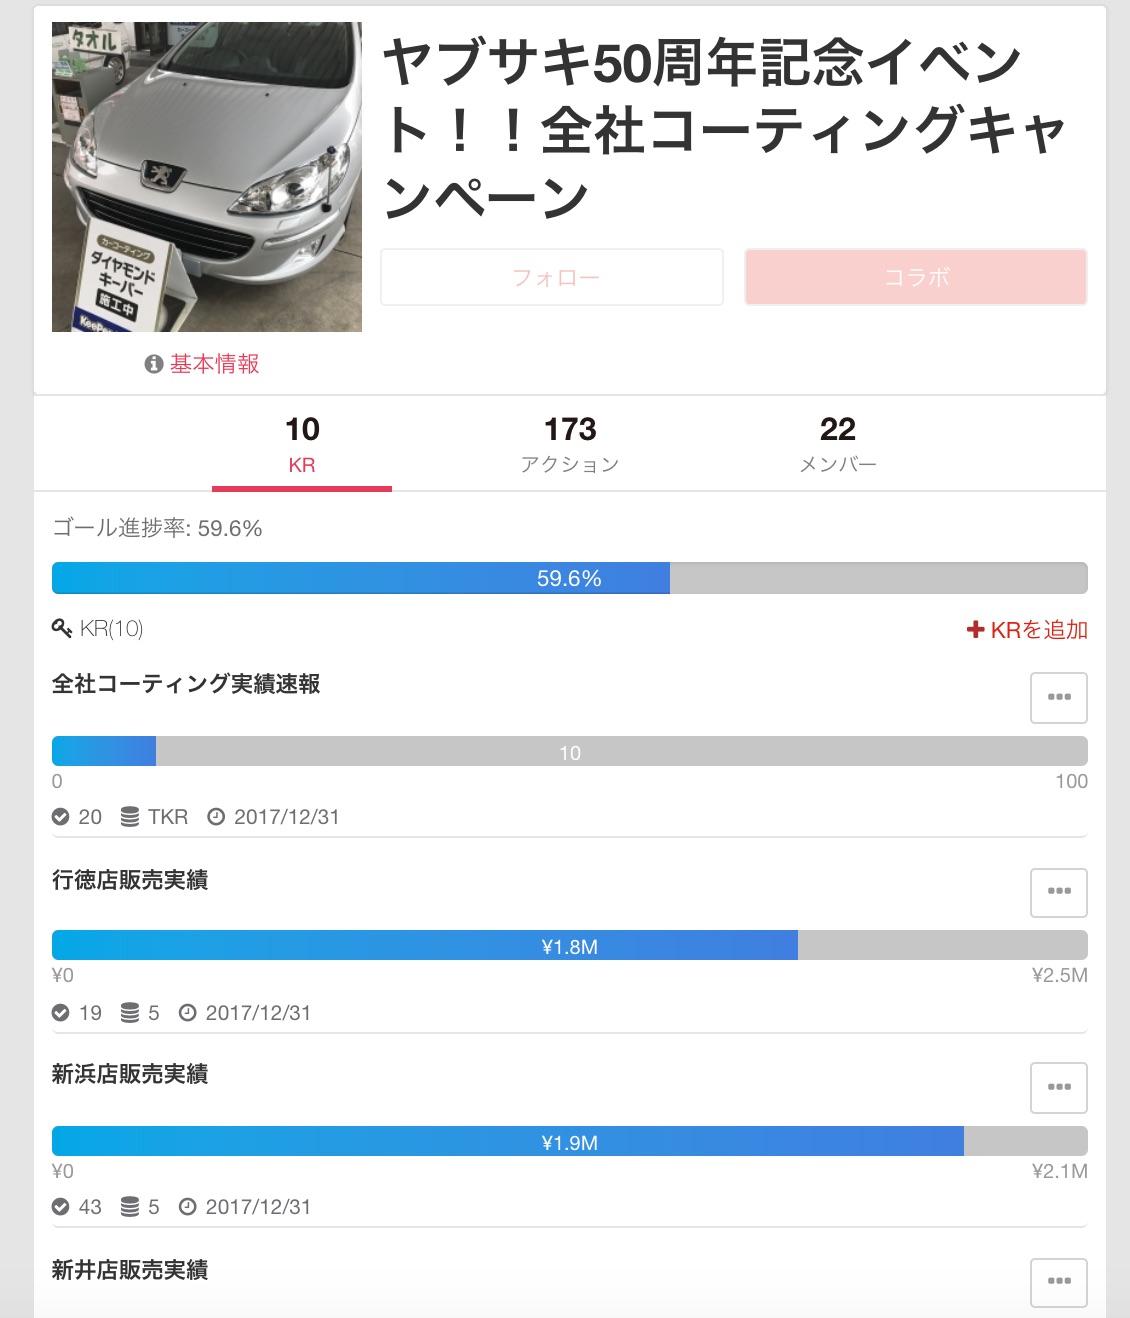 タオル
カーコーティング
ダイヤモンド
キーパー
施工中
KeePer
ヤブサキ50周年記念イベン
ト！！全社コーティングキャ
ンペーン
フォロー
コラボ
基本情報
10
173
22
KR
アクション
メンバー
ゴール進捗率: 59.6%
59.6%
KR(10)
KRを追加
全社コーティング実績速報
10
0
100
20 TKR 2017/12/31
行徳店販売実績
¥1.8M
¥0
¥2.5M
19 5 2017/12/31
新浜店販売実績
¥1.9M
¥0
¥2.1M
43 5 2017/12/31
新井店販売実績